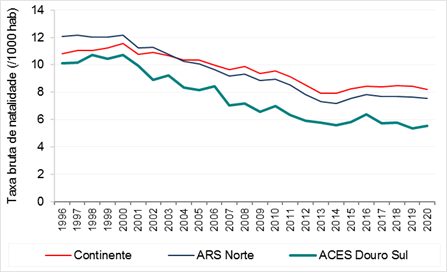 Taxa bruta de natalidade (/1000 hab)
14
12
10
8
6
4
2
0
1996 1997 1998 1999 2000 2001 2002 2003 2004 2005 2006 2007 2008 2009 2010 2011 2012 2013 2014 2015 2016 2017 2018 2019 2020
Continente ARS Norte ACES Douro Sul